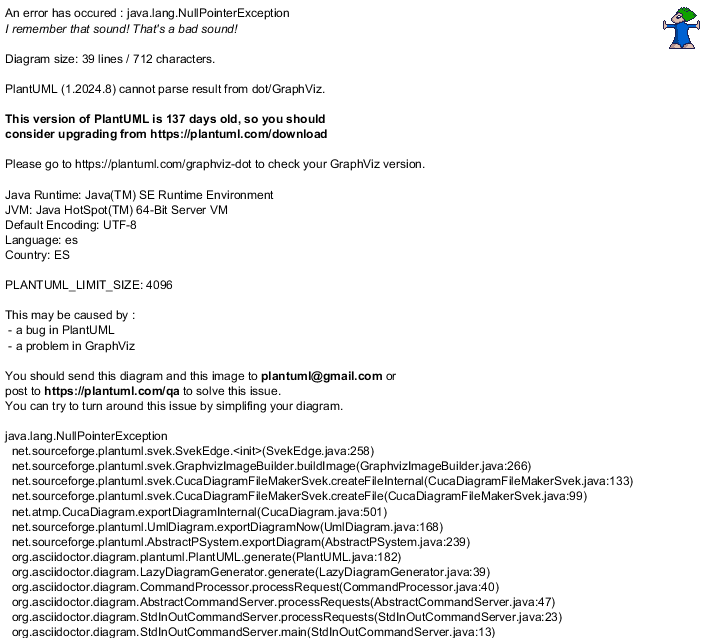 An error has occured : java.lang.NullPointerException
I remember that sound! That's a bad sound!
Diagram size: 39 lines / 712 characters.
PlantUML (1.2024.8) cannot parse result from dot/GraphViz.
This version of PlantUML is 137 days old, so you should
consider upgrading from https://plantuml.com/download
Please go to https://plantuml.com/graphviz-dot to check your GraphViz version.
Java Runtime: Java(TM) SE Runtime Environment
JVM: Java HotSpot(TM) 64-Bit Server VM
Default Encoding: UTF-8
Language: es
Country: ES
PLANTUML_LIMIT_SIZE: 4096
This may be caused by :
- a bug in PlantUML
- a problem in GraphViz
You should send this diagram and this image to plantuml@gmail.com or
post to https://plantuml.com/qa to solve this issue.
You can try to turn around this issue by simplifing your diagram.
java.lang.NullPointerException
net.sourceforge.plantuml.svek.SvekEdge.<init>(SvekEdge.java:258)
net.sourceforge.plantuml.svek.GraphvizImageBuilder.buildImage(GraphvizImageBuilder.java:266)
net.sourceforge.plantuml.svek.CucaDiagramFileMakerSvek.createFileInternal(CucaDiagramFileMakerSvek.java:133)
net.sourceforge.plantuml.svek.CucaDiagramFileMakerSvek.createFile(CucaDiagramFileMakerSvek.java:99)
net.atmp.CucaDiagram.exportDiagramInternal(CucaDiagram.java:501)
net.sourceforge.plantuml.UmlDiagram.exportDiagramNow(UmlDiagram.java:168)
net.sourceforge.plantuml.AbstractPSystem.exportDiagram(AbstractPSystem.java:239)
org.asciidoctor.diagram.plantuml.PlantUML.generate(PlantUML.java:182)
org.asciidoctor.diagram.LazyDiagramGenerator.generate(LazyDiagramGenerator.java:39)
org.asciidoctor.diagram.CommandProcessor.processRequest(CommandProcessor.java:40)
org.asciidoctor.diagram.AbstractCommandServer.processRequests(AbstractCommandServer.java:47)
org.asciidoctor.diagram.StdInOutCommandServer.processRequests(StdInOutCommandServer.java:23)
org.asciidoctor.diagram.StdInOutCommandServer.main(StdInOutCommandServer.java:13)